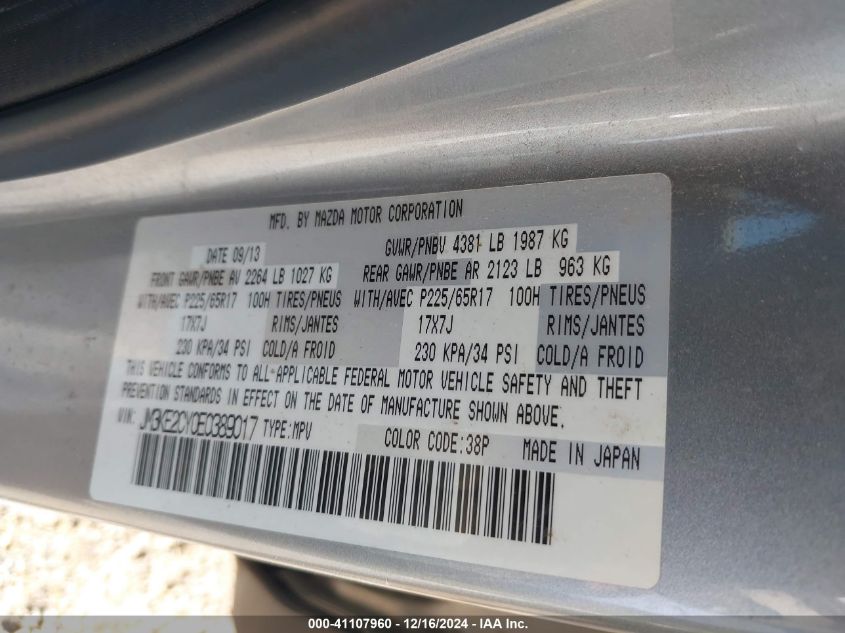 MFD. BY MAZDA MOTOR CORPORATION
DATE 09/13 GVWR/PNBV 4381 LB 1987 KG
FRONT GAWR/PNBE AV 2264 LB 1027 KG REAR GAWR/PNBE AR 2123 LB 963 KG
WITH/AVEC P225/65R17 100H TIRES/PNEUS WITH/AVEC P225/65R17 100H TIRES/PNEUS
17X7J RIMS/JANTES 17X7J RIMS/JANTES
230 KPA/34 PSI COLD/A FROID 230 KPA/34 PSI COLD/A FROID
THIS VEHICLE CONFORMS TO ALL APPLICABLE FEDERAL MOTOR VEHICLE SAFETY AND THEFT
PREVENTION STANDARDS IN EFFECT ON THE DATE OF MANUFACTURE SHOWN ABOVE.
VIN: JM3KE2CY0E0389017 TYPE:MPV COLOR CODE:38P MADE IN JAPAN
000-41107960 - 12/16/2024 - IAA Inc.